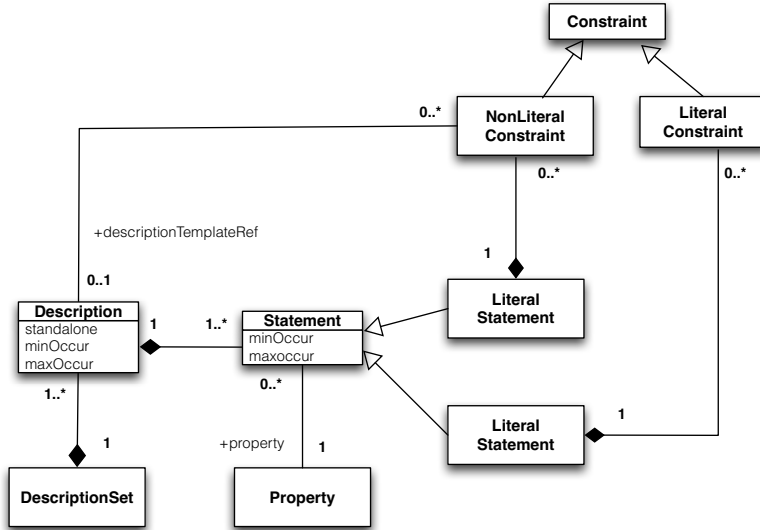 Constraint
NonLiteral
Constraint
Literal
Constraint
0..*
0..*
0..*
+descriptionTemplateRef
1
0..1
Literal
Statement
Description
standalone
minOccur
maxOccur
1
1..*
Statement
minOccur
maxoccur
1..*
0..*
Literal
Statement
1
1
+property
1
DescriptionSet
Property